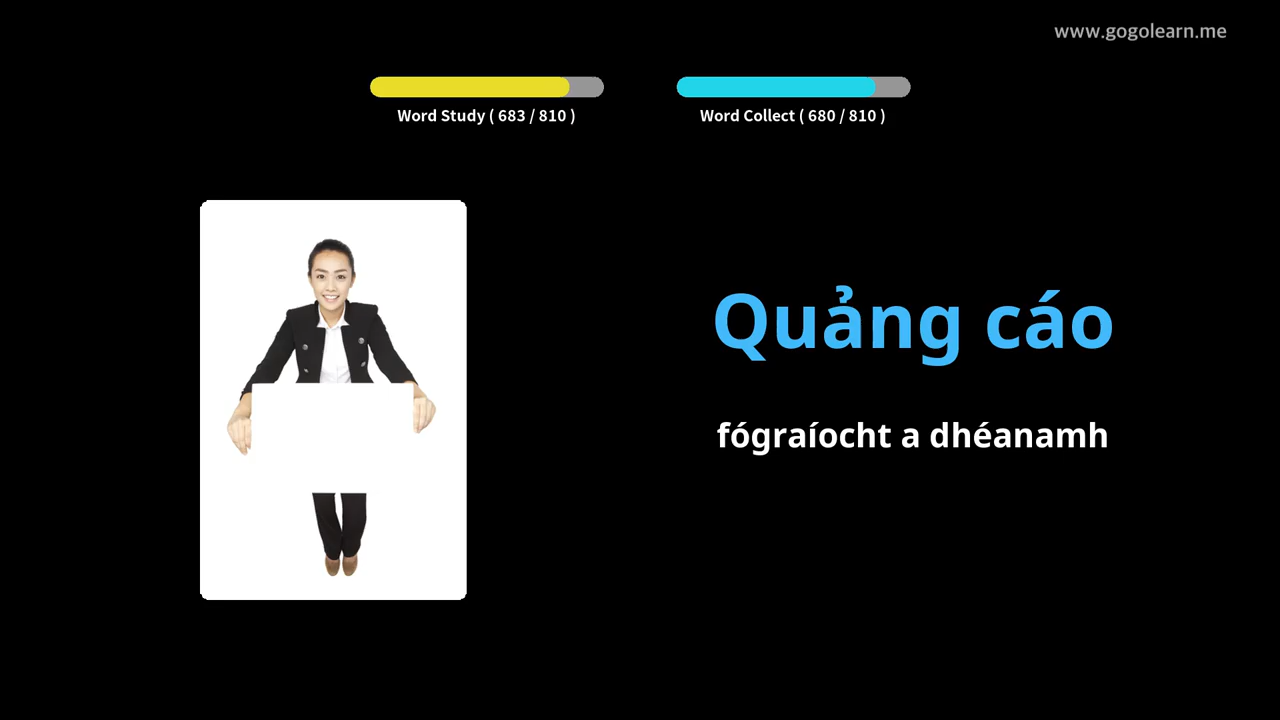 www.gogolearn.me
Word Study ( 683 / 810 )
Word Collect ( 680 / 810 )
Quảng cáo
fógraíocht a dhéanamh